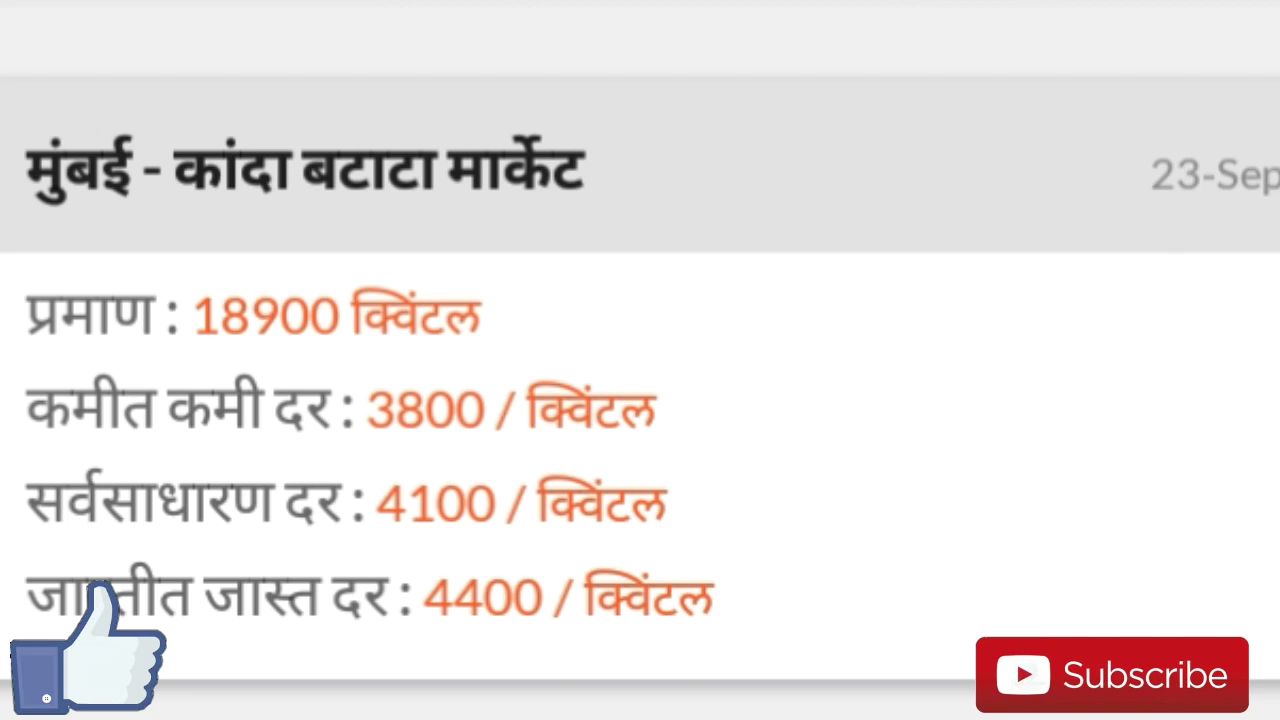 मुंबई - कांदा बटाटा मार्केट
23-Sep
प्रमाण : 18900 क्विंटल
कमीत कमी दर : 3800 / क्विंटल
सर्वसाधारण दर : 4100 / क्विंटल
जास्तीत जास्त दर : 4400 / क्विंटल
Subscribe